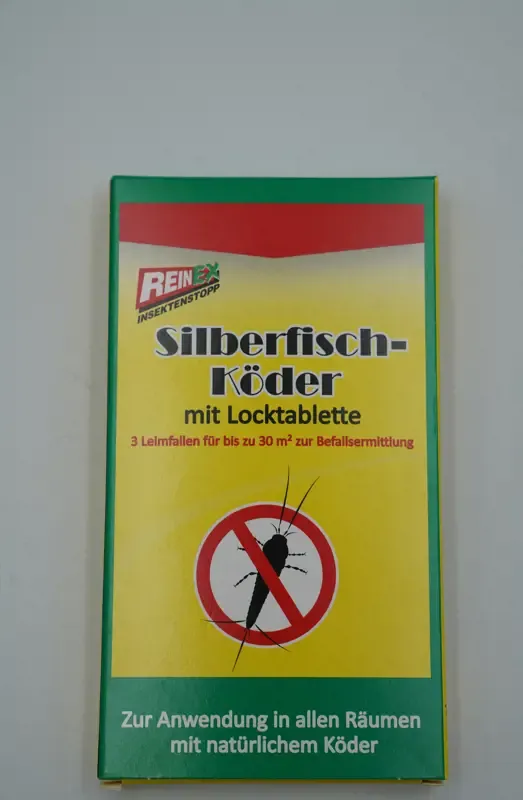 REINEX
INSEKTENSTOPP
Silberfisch-
Köder
mit Locktablette
3 Leimfallen für bis zu 30 m² zur Befallsermittlung
Zur Anwendung in allen Räumen
mit natürlichem Köder